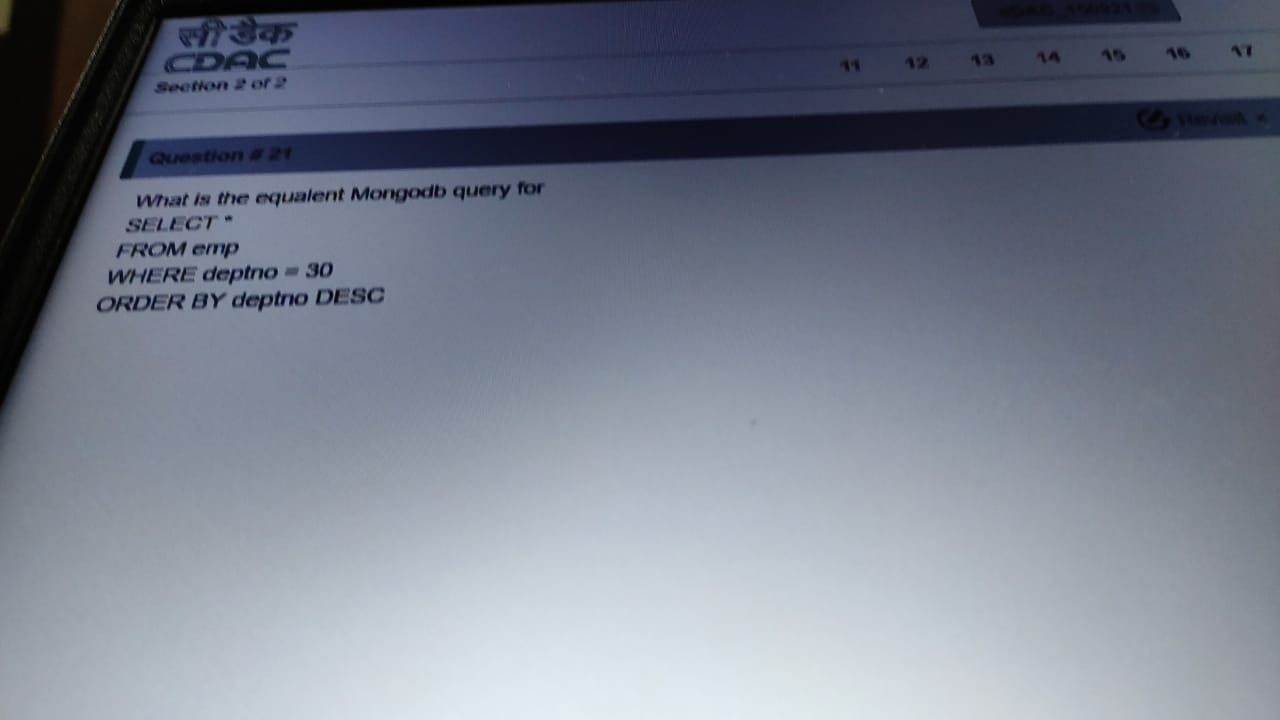 सी डैक
CDAC
Section 2 of 2
11 12 13 14 15 16 17
Question # 21
Revisit
What is the equalent Mongodb query for
SELECT *
FROM emp
WHERE deptno = 30
ORDER BY deptno DESC